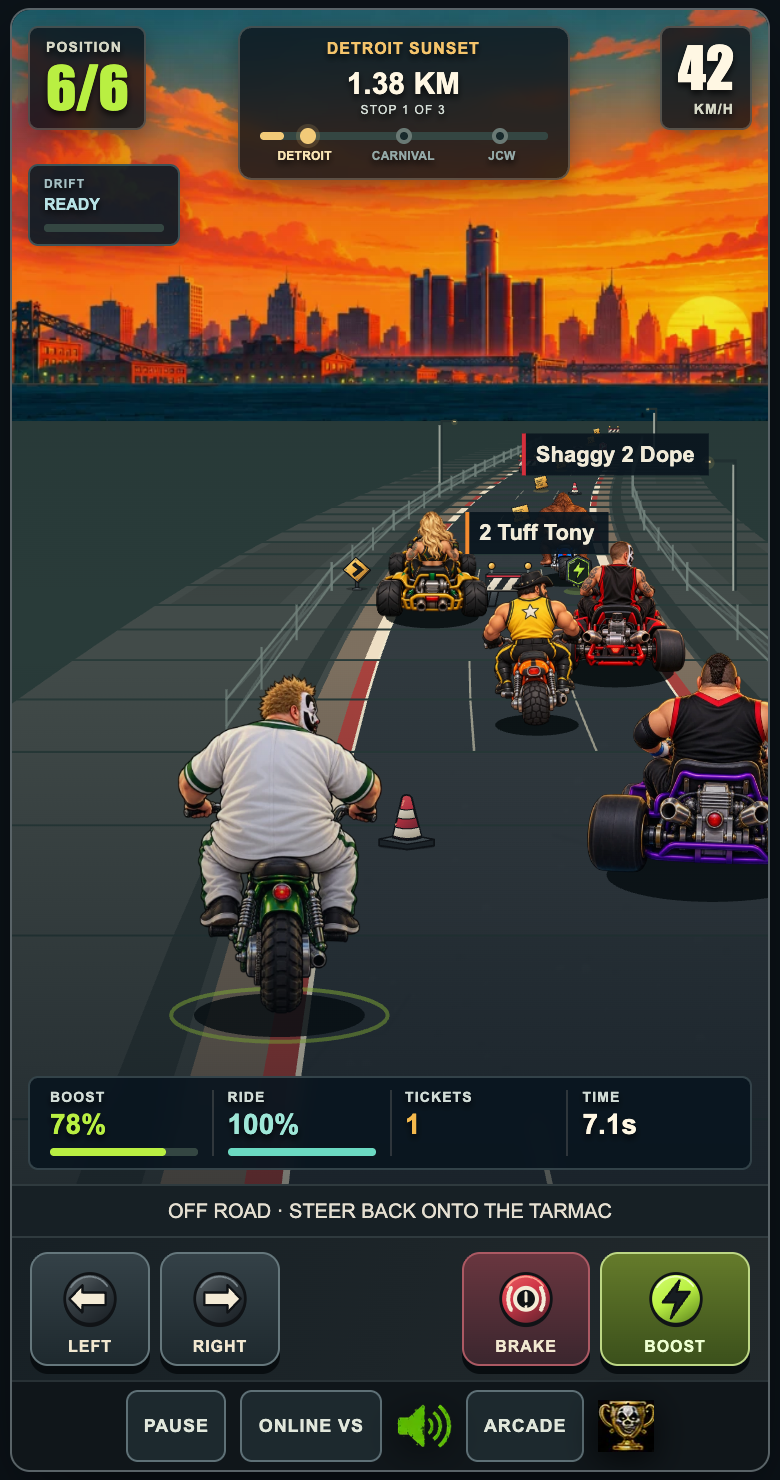 POSITION
6/6
DETROIT SUNSET
1.38 KM
STOP 1 OF 3
DETROIT
CARNIVAL
JCW
42
KM/H
DRIFT
READY
Shaggy 2 Dope
2 Tuff Tony
BOOST
78%
RIDE
100%
TICKETS
1
TIME
7.1s
OFF ROAD · STEER BACK ONTO THE TARMAC
LEFT
RIGHT
BRAKE
BOOST
PAUSE
ONLINE VS
ARCADE